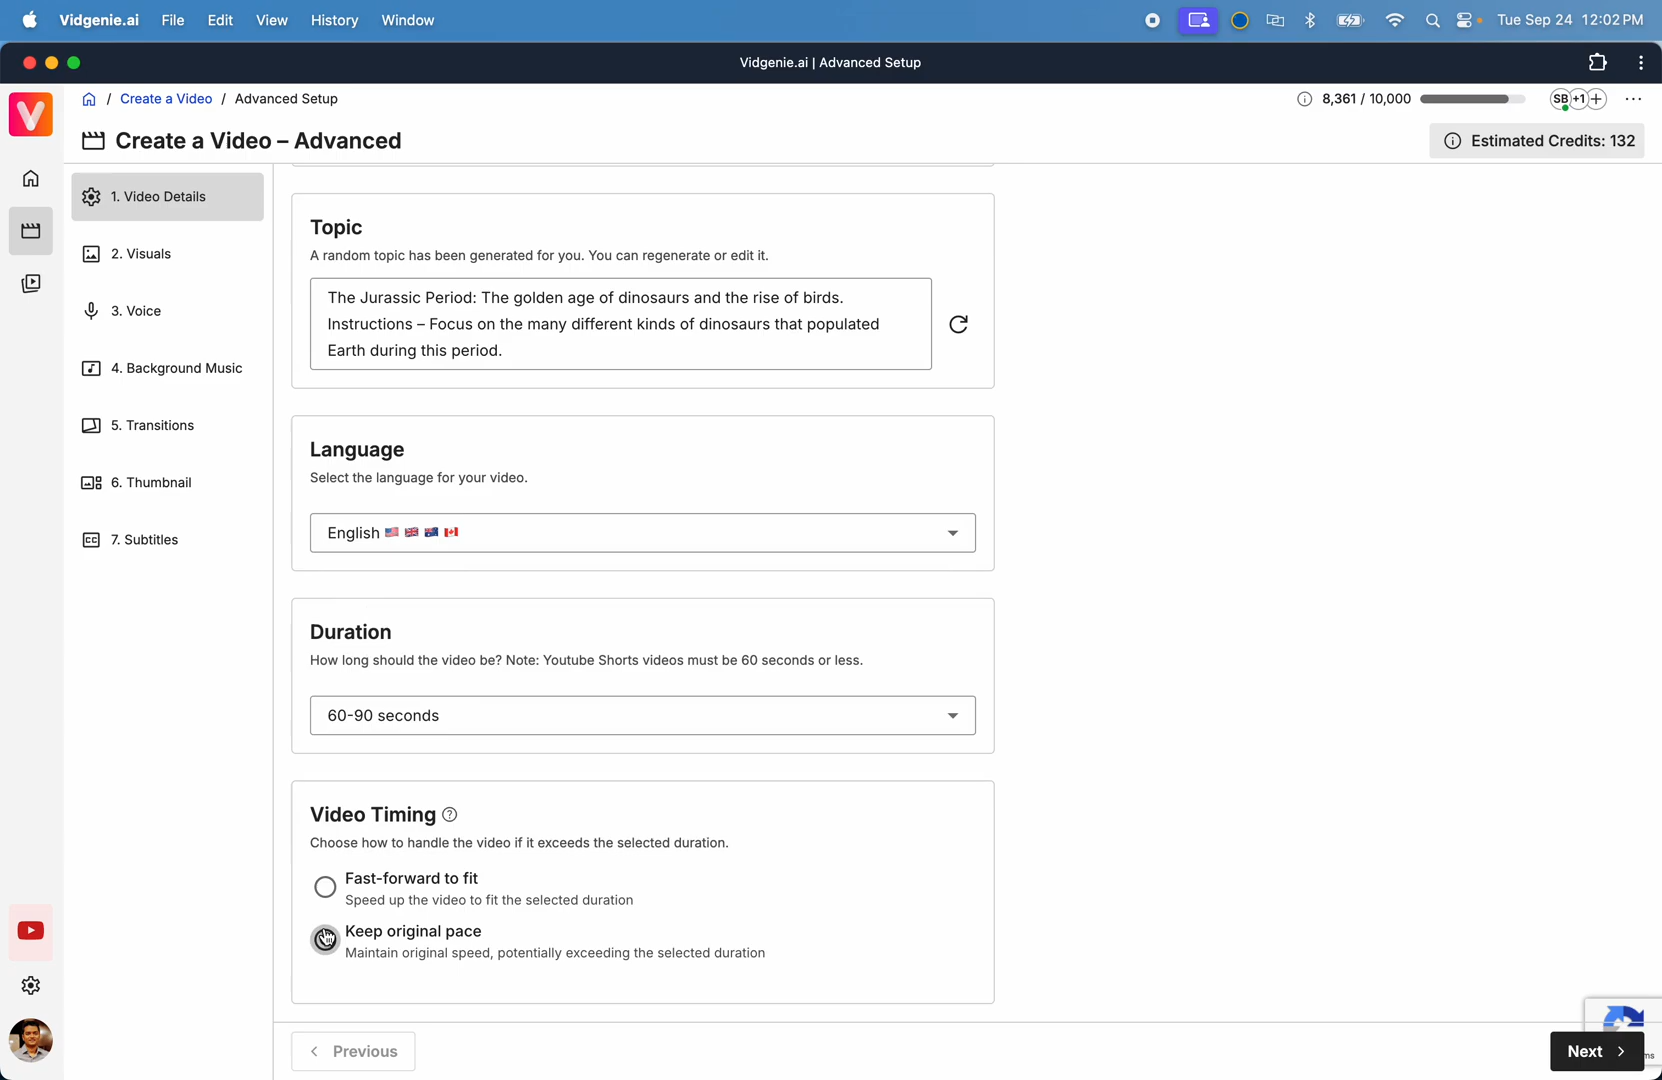 Vidgenie.ai File Edit View History Window Tue Sep 24 12:02 PM
Vidgenie.ai | Advanced Setup
/ Create a Video / Advanced Setup 8,361 / 10,000 SB +1
Create a Video – Advanced Estimated Credits: 132
1. Video Details
2. Visuals
3. Voice
4. Background Music
5. Transitions
6. Thumbnail
CC 7. Subtitles
Topic
A random topic has been generated for you. You can regenerate or edit it.
The Jurassic Period: The golden age of dinosaurs and the rise of birds.
Instructions – Focus on the many different kinds of dinosaurs that populated
Earth during this period.
Language
Select the language for your video.
English
Duration
How long should the video be? Note: Youtube Shorts videos must be 60 seconds or less.
60-90 seconds
Video Timing
Choose how to handle the video if it exceeds the selected duration.
Fast-forward to fit
Speed up the video to fit the selected duration
Keep original pace
Maintain original speed, potentially exceeding the selected duration
Previous
Next